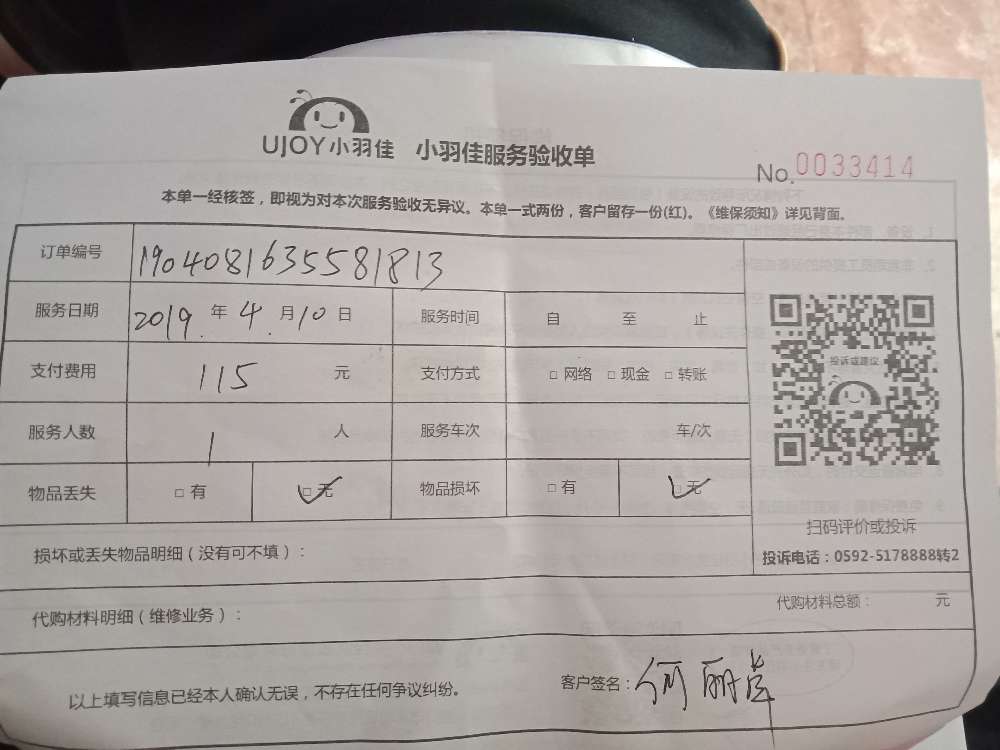 UJOY小羽佳 小羽佳服务验收单
No.0033414
本单一经核签，即视为对本次服务验收无异议。本单一式两份，客户留存一份(红)。《维保须知》详见背面。
订单编号 1904081635581813
服务日期 2019年4月10日 服务时间 自 至 止
支付费用 115 元 支付方式 □网络 □现金 □转账
服务人数 1 人 服务车次 车/次
物品丢失 □有 ☑无 物品损坏 □有 ☑无
投诉或建议
扫码评价或投诉
投诉电话：0592-5178888转2
损坏或丢失物品明细（没有可不填）：
代购材料明细（维修业务）： 代购材料总额： 元
以上填写信息已经本人确认无误，不存在任何争议纠纷。 客户签名：何丽萍